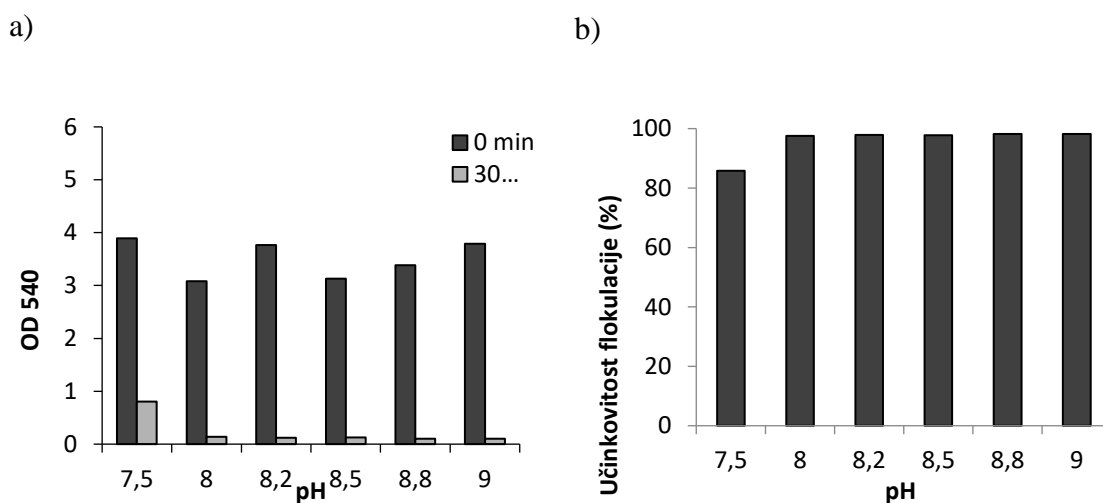 a)
OD 540
6
5
4
3
2
1
0
0 min
30...
7,5 8 8,2 8,5 8,8 9
pH
b)
Učinkovitost flokulacije (%)
100
80
60
40
20
0
7,5 8 8,2 8,5 8,8 9
pH